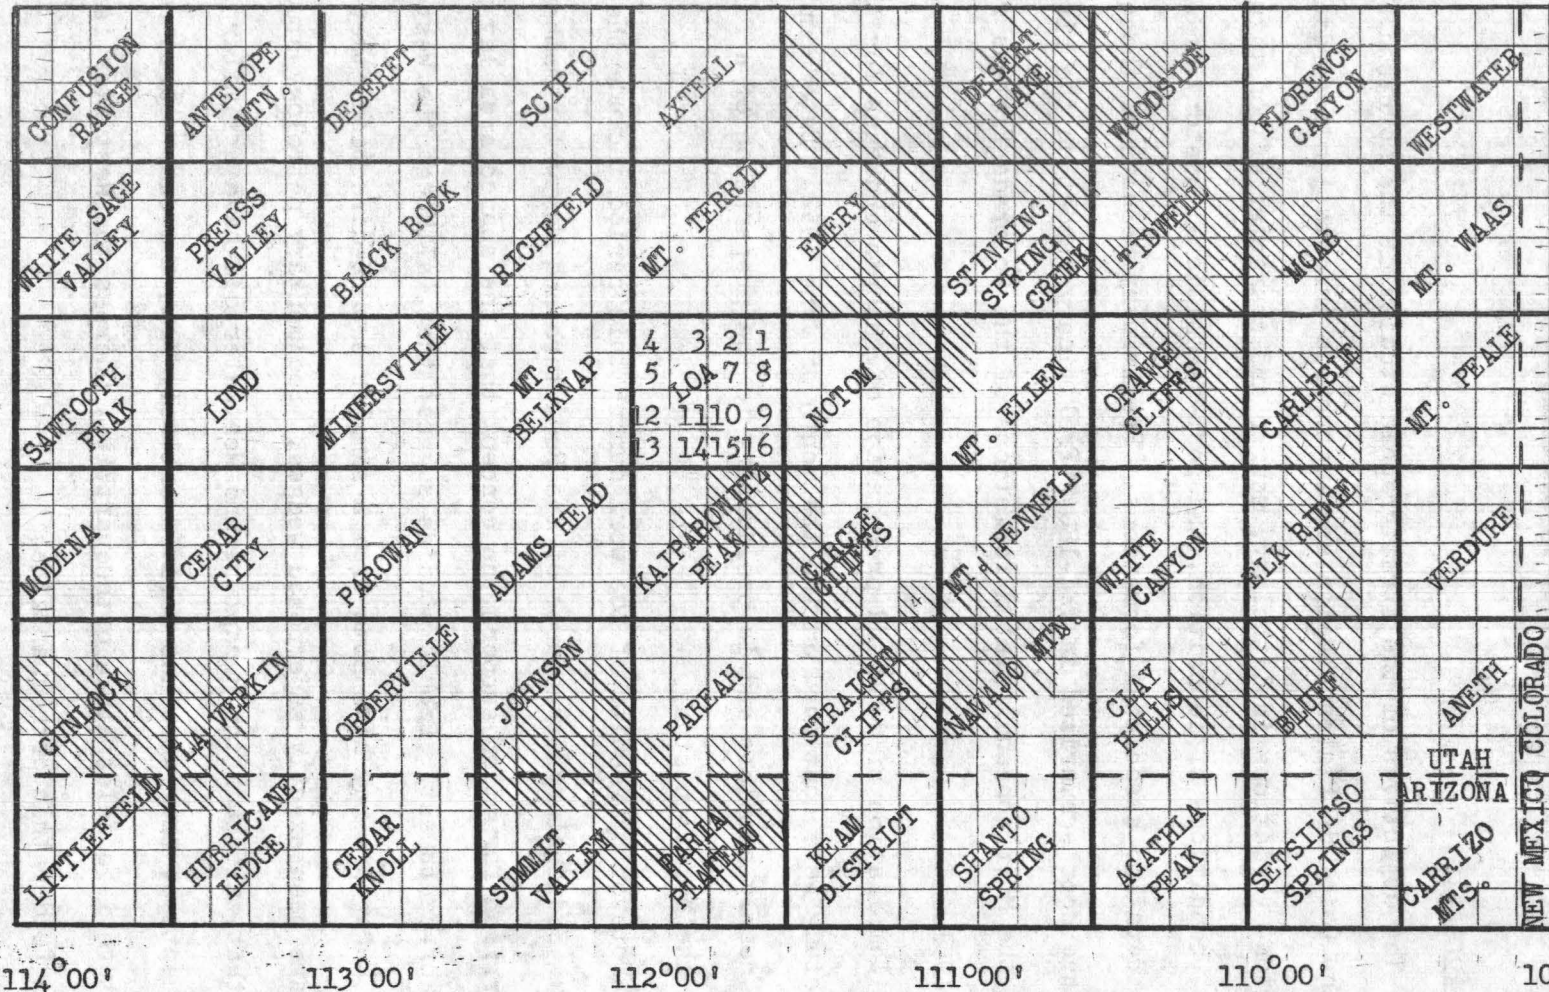 CONFUSION
RANGE
ANTELOPE
MTN.
DESERET
SCIPIO
AXTELL
DESERT
LAKE
WOODSIDE
FLORENCE
CANYON
WESTWATER
WHITE SAGE
VALLEY
PREUSS
VALLEY
BLACK ROCK
RICHFIELD
MT. TERRIL
EMERY
STINKING
SPRING
CREEK
TIDWELL
MOAB
MT. WAAS
SAWTOOTH
PEAK
LUND
MINERSVILLE
MT.
BELKNAP
4 3 2 1
5 LOA 7 8
12 11 10 9
13 14 15 16
NOTOM
MT. ELLEN
ORANGE
CLIFFS
CARLISLE
MT. PEALE
MODENA
CEDAR
CITY
PAROWAN
ADAMS HEAD
KAIPAROWITZ
PEAK
CIRCLE
CLIFFS
MT. PENNELL
WHITE
CANYON
ELK RIDGE
VERDURE
GUNLOCK
LA VERKIN
ORDERVILLE
JOHNSON
PAREAH
STRAIGHT
CLIFFS
NAVAJO MTN.
CLAY
HILLS
BLUFF
ANETH
UTAH
ARIZONA
NEW MEXICO COLORADO
LITTLEFIELD
HURRICANE
LEDGE
CEDAR
KNOLL
SUMMIT
VALLEY
PARIA
PLATEAU
KEAM
DISTRICT
SHANTO
SPRING
AGATHLA
PEAK
SETSILTSO
SPRINGS
CARRIZO
MTS.
114°00' 113°00' 112°00' 111°00' 110°00' 10